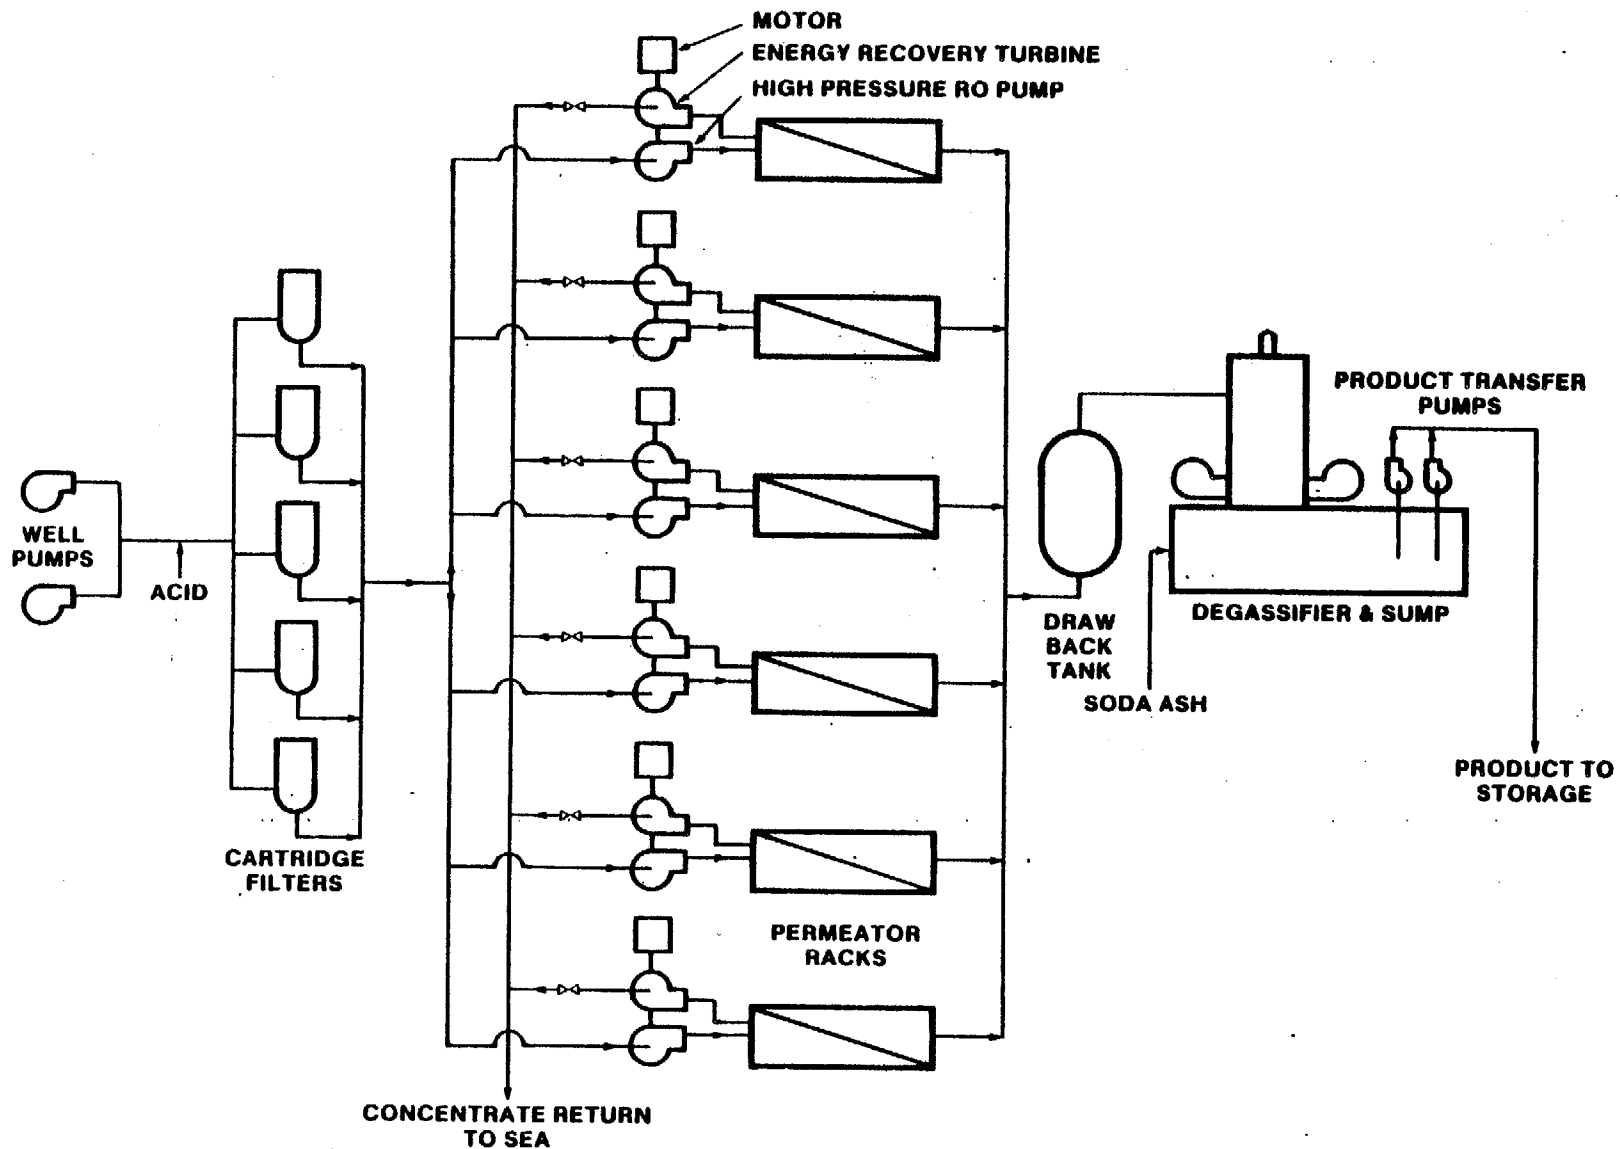 MOTOR
ENERGY RECOVERY TURBINE
HIGH PRESSURE RO PUMP
PRODUCT TRANSFER
PUMPS
WELL
PUMPS
ACID
DEGASSIFIER & SUMP
DRAW
BACK
TANK
SODA ASH
PRODUCT TO
STORAGE
CARTRIDGE
FILTERS
PERMEATOR
RACKS
CONCENTRATE RETURN
TO SEA